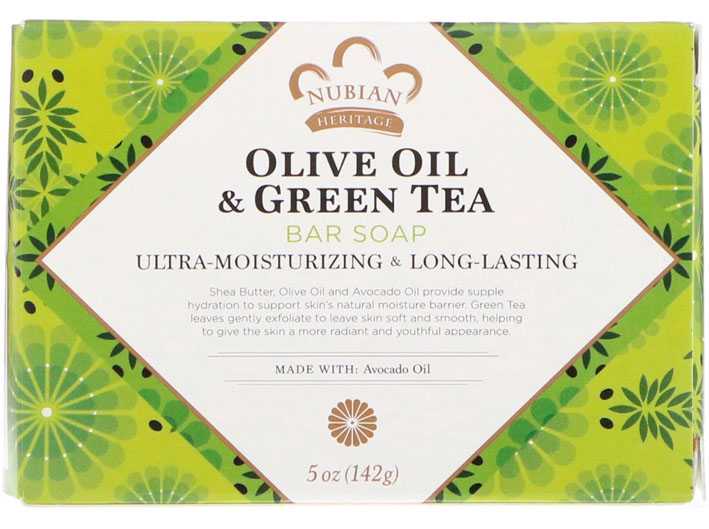 NUBIAN
HERITAGE
OLIVE OIL
& GREEN TEA
BAR SOAP
ULTRA-MOISTURIZING & LONG-LASTING
Shea Butter, Olive Oil and Avocado Oil provide supple
hydration to support skin's natural moisture barrier. Green Tea
leaves gently exfoliate to leave skin soft and smooth, helping
to give the skin a more radiant and youthful appearance.
MADE WITH: Avocado Oil
5 oz (142g)